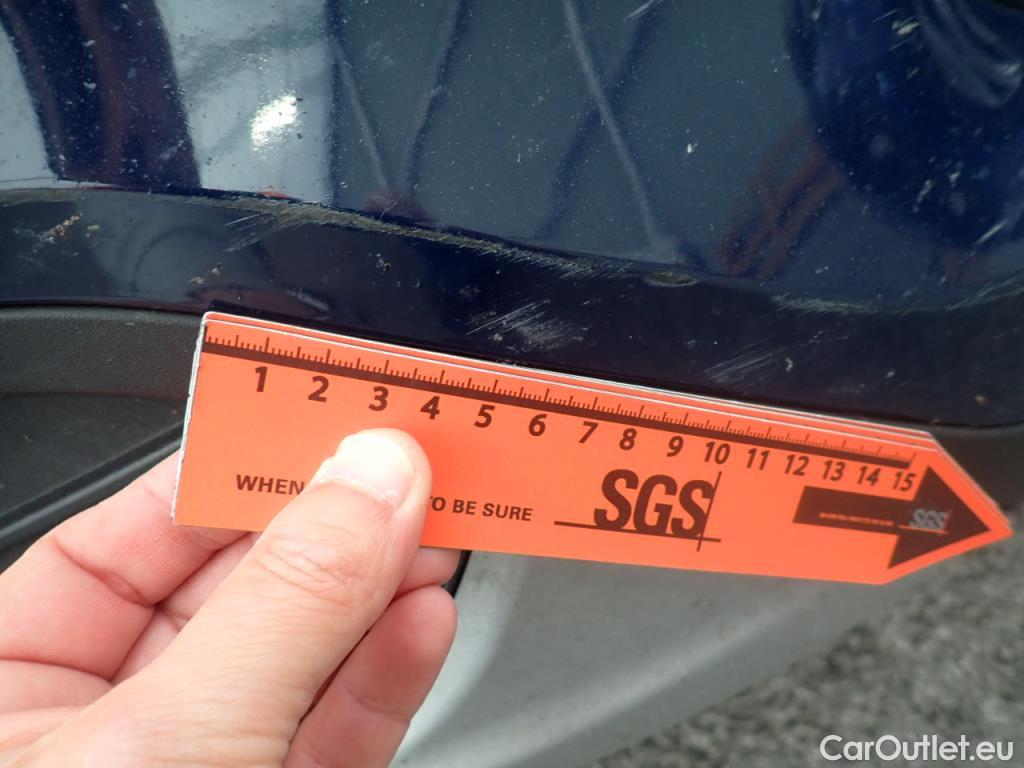 1 2 3 4 5 6 7 8 9 10 11 12 13 14 15
WHEN TO BE SURE
SGS
SGS
CarOutlet.eu